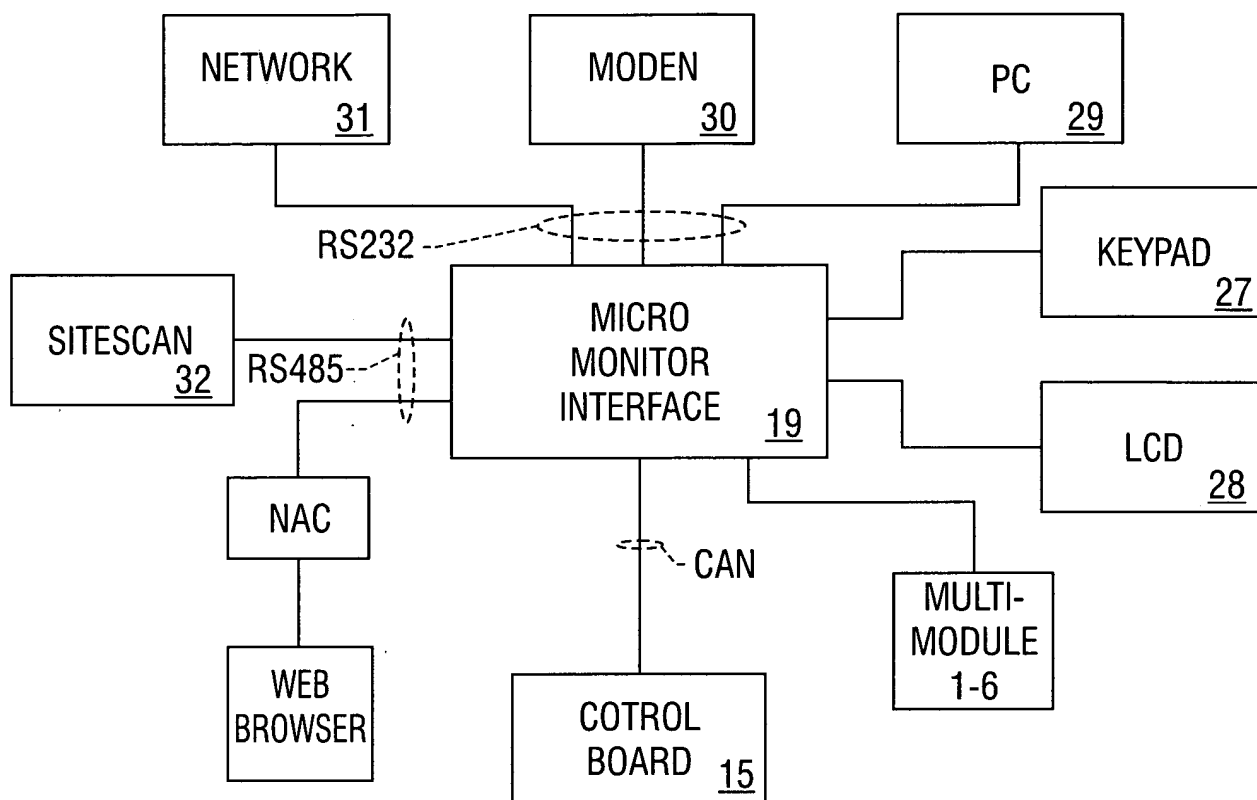 NETWORK
31
MODEN
30
PC
29
RS232
KEYPAD
27
SITESCAN
32
RS485
MICRO
MONITOR
INTERFACE
19
LCD
28
NAC
CAN
MULTI-
MODULE
1-6
WEB
BROWSER
COTROL
BOARD
15